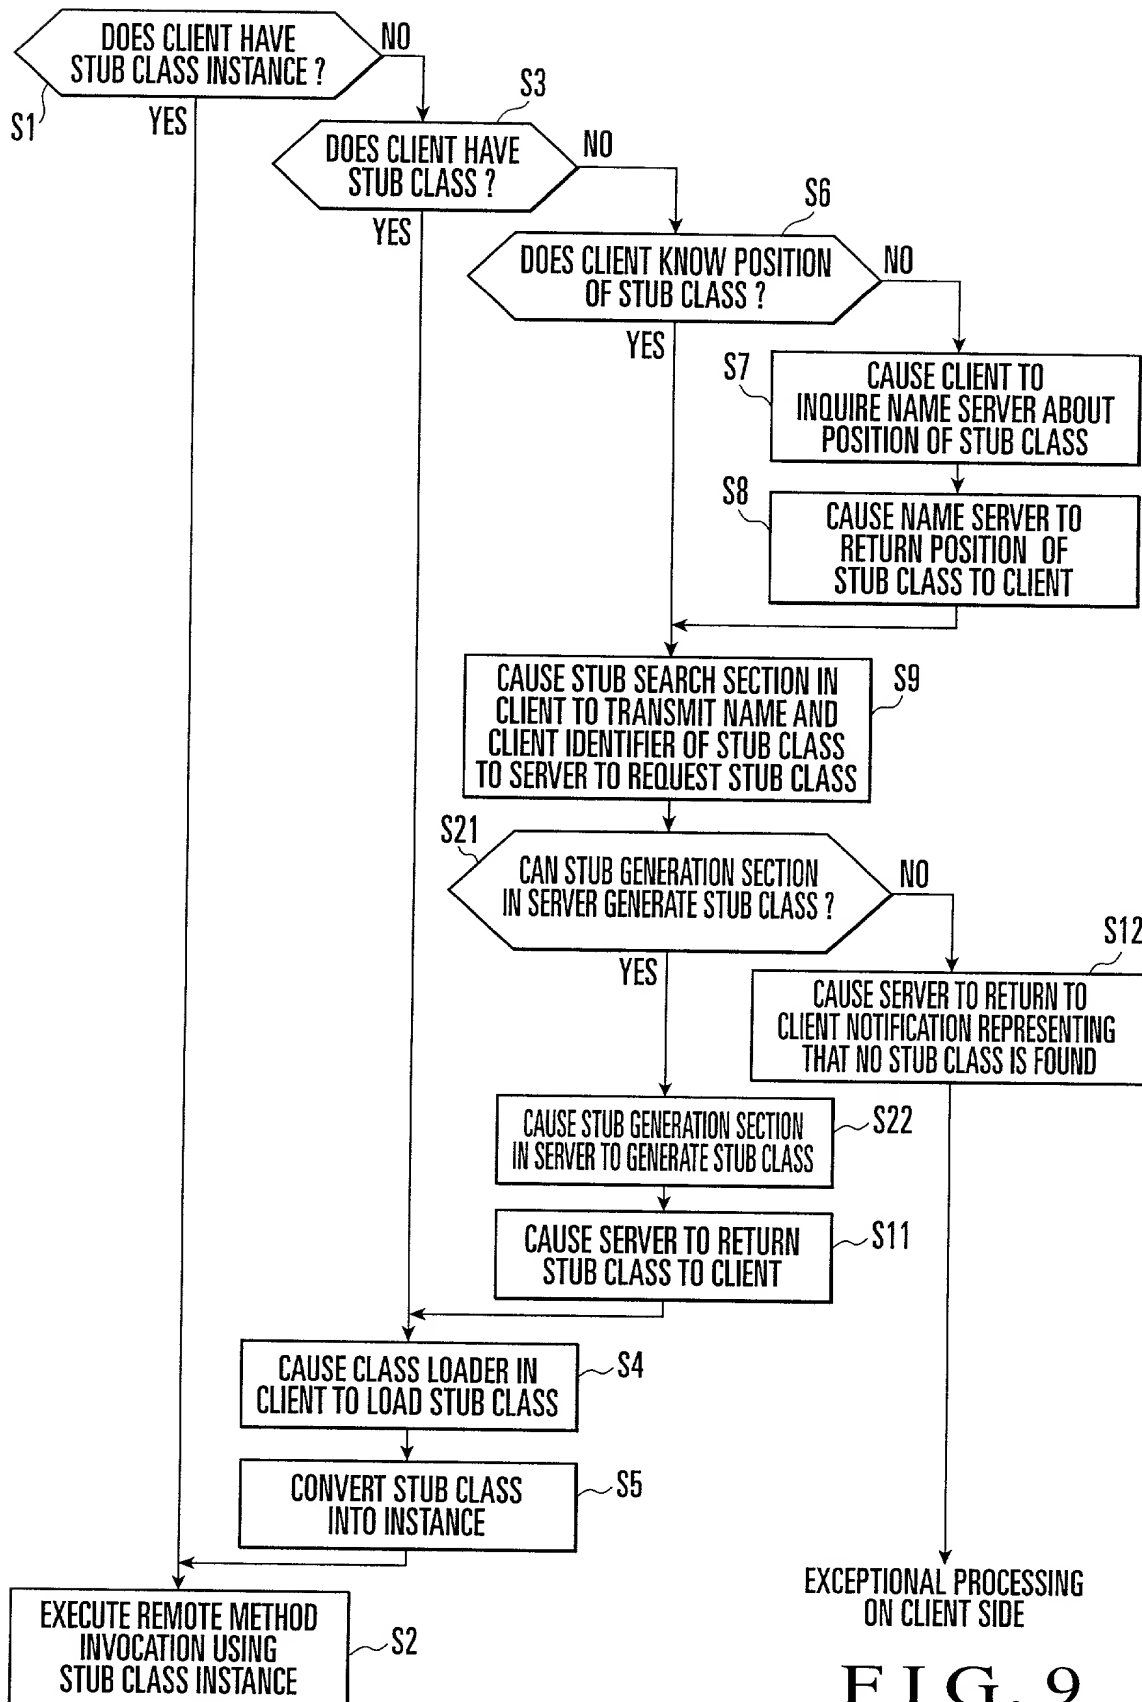 DOES CLIENT HAVE
STUB CLASS INSTANCE ?
NO
S1
YES
S3
DOES CLIENT HAVE
STUB CLASS ?
NO
YES
S6
DOES CLIENT KNOW POSITION
OF STUB CLASS ?
NO
YES
S7
CAUSE CLIENT TO
INQUIRE NAME SERVER ABOUT
POSITION OF STUB CLASS
S8
CAUSE NAME SERVER TO
RETURN POSITION OF
STUB CLASS TO CLIENT
CAUSE STUB SEARCH SECTION IN
CLIENT TO TRANSMIT NAME AND
CLIENT IDENTIFIER OF STUB CLASS
TO SERVER TO REQUEST STUB CLASS
S9
S21
CAN STUB GENERATION SECTION
IN SERVER GENERATE STUB CLASS ?
NO
YES
S12
CAUSE SERVER TO RETURN TO
CLIENT NOTIFICATION REPRESENTING
THAT NO STUB CLASS IS FOUND
CAUSE STUB GENERATION SECTION
IN SERVER TO GENERATE STUB CLASS
S22
CAUSE SERVER TO RETURN
STUB CLASS TO CLIENT
S11
CAUSE CLASS LOADER IN
CLIENT TO LOAD STUB CLASS
S4
CONVERT STUB CLASS
INTO INSTANCE
S5
EXCEPTIONAL PROCESSING
ON CLIENT SIDE
EXECUTE REMOTE METHOD
INVOCATION USING
STUB CLASS INSTANCE
S2
FIG. 9